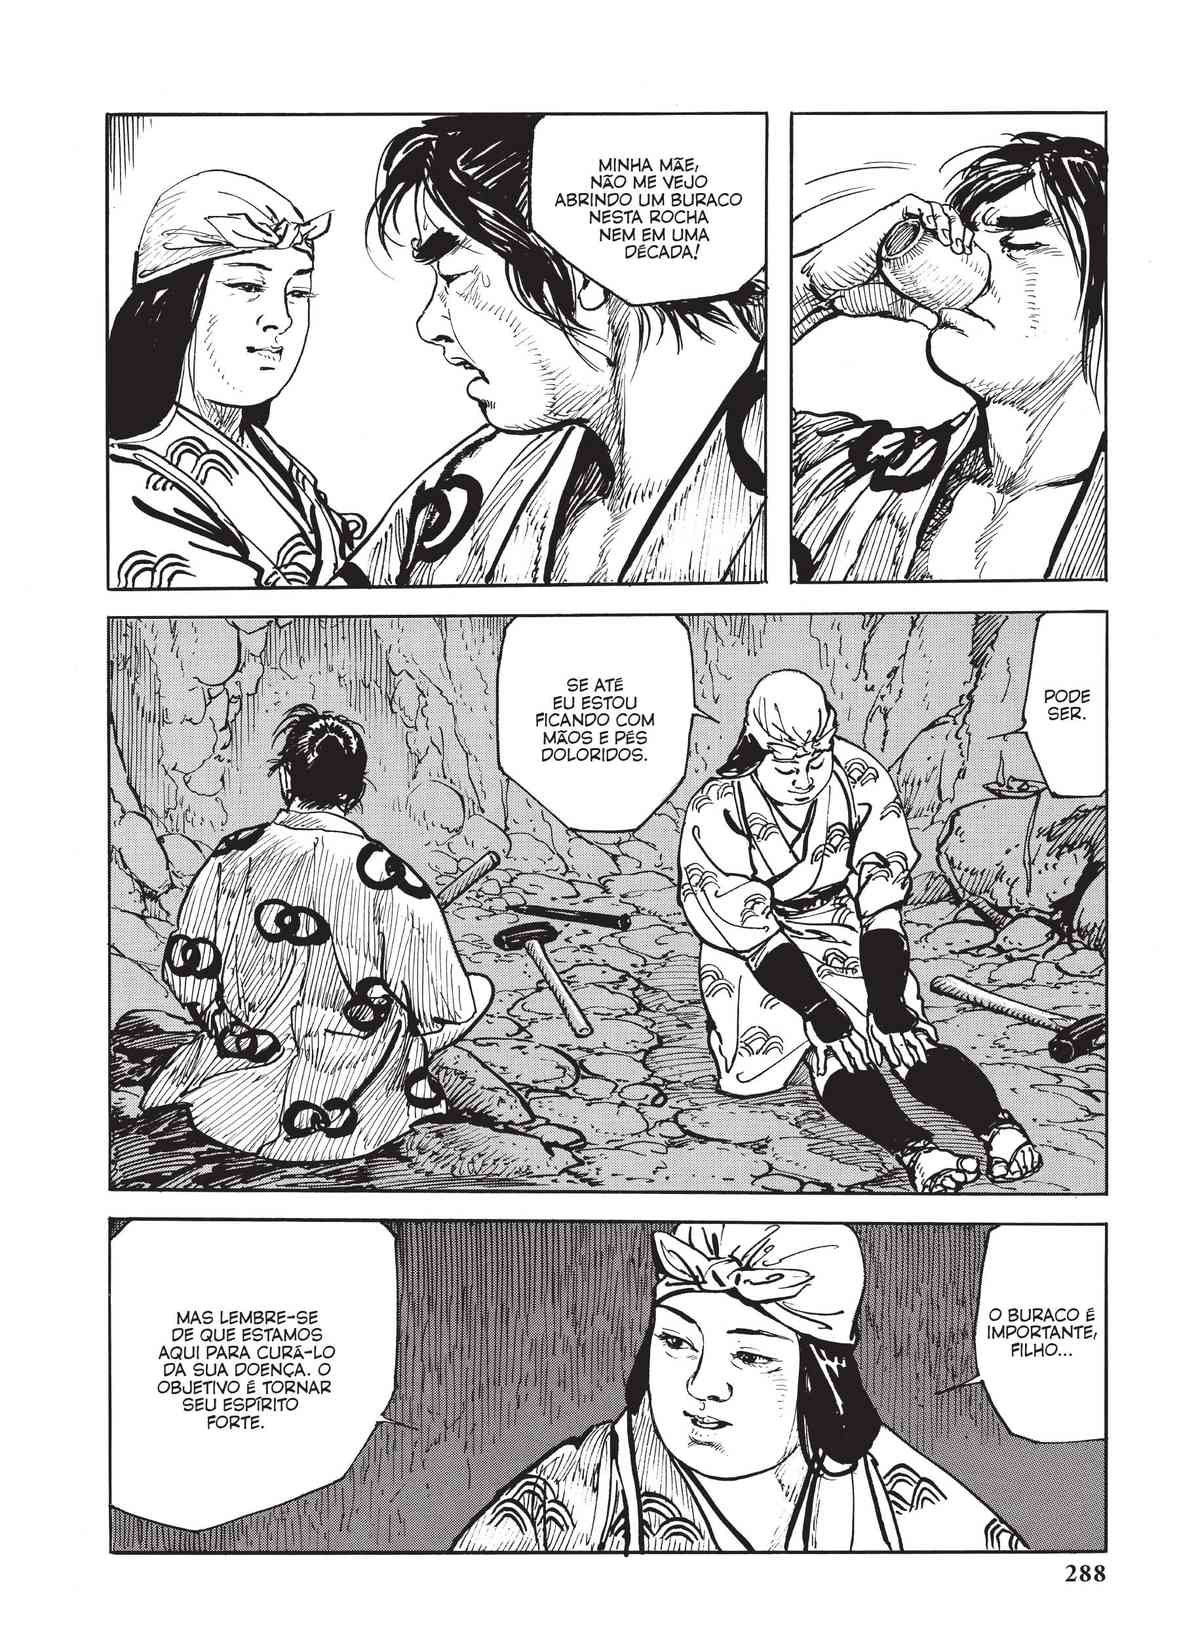 MINHA MÃE,
NÃO ME VEJO
ABRINDO UM BURACO
NESTA ROCHA
NEM EM UMA
DÉCADA!
PODE
SER.
SE ATÉ
EU ESTOU
FICANDO COM
MÃOS E PÉS
DOLORIDOS.
O BURACO É
IMPORTANTE,
FILHO...
MAS LEMBRE-SE
DE QUE ESTAMOS
AQUI PARA CURÁ-LO
DA SUA DOENÇA. O
OBJETIVO É TORNAR
SEU ESPÍRITO
FORTE.
288